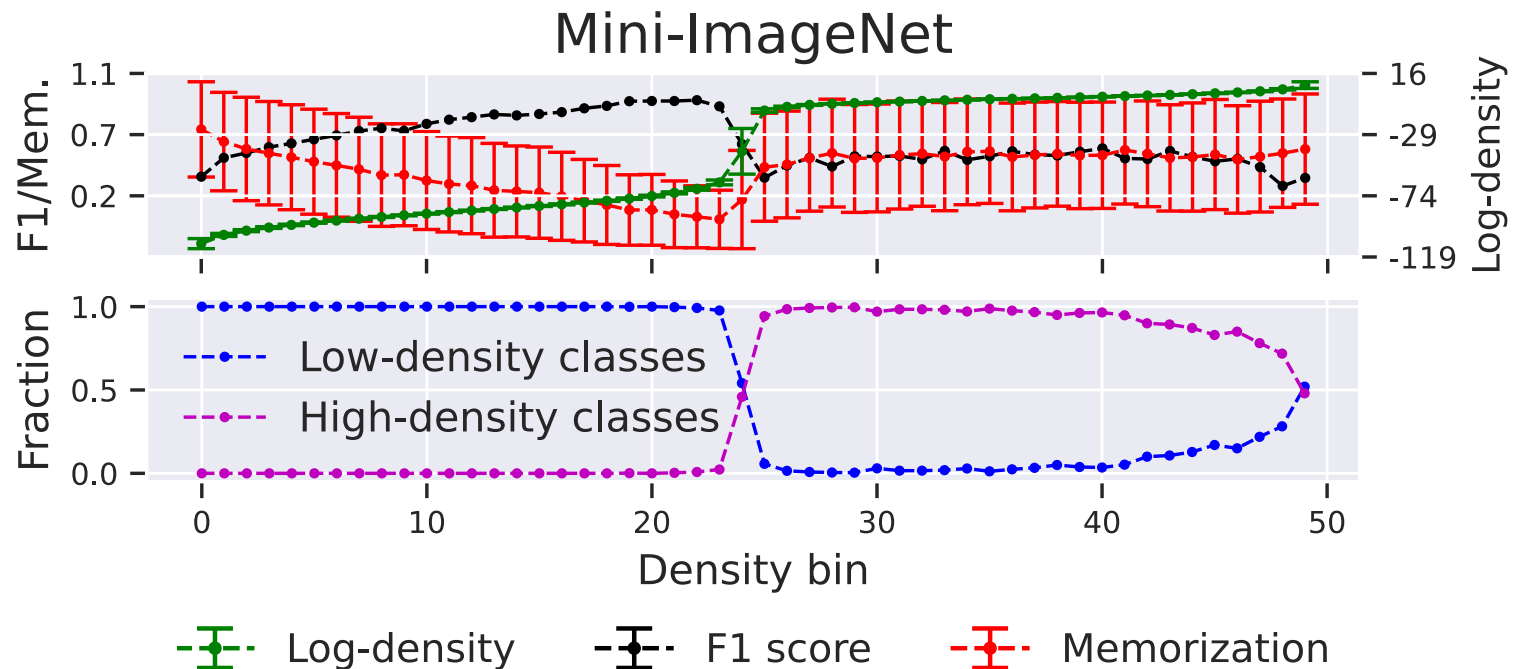 Mini-ImageNet
F1/Mem.
1.1
0.7
0.2
16
-29
-74
-119
Log-density
Fraction
1.0
0.5
0.0
Low-density classes
High-density classes
0 10 20 30 40 50
Density bin
Log-density F1 score Memorization